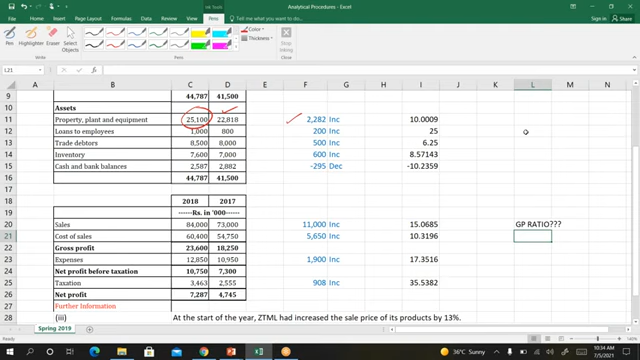 Analytical Procedures - Excel
Ink Tools
Sign in
File Home Insert Page Layout Formulas Data Review View Pens Tell me what you want to do... Share
Pen Highlighter Eraser Select Objects
Color
Thickness
Stop Inking
Write Pens
L21
A B C D E F G H I J K L M N
9 44,787 41,500
10 Assets
11 Property, plant and equipment 25,100 22,818 2,282 Inc 10.0009
12 Loans to employees 1,000 800 200 Inc 25
13 Trade debtors 8,500 8,000 500 Inc 6.25
14 Inventory 7,600 7,000 600 Inc 8.57143
15 Cash and bank balances 2,587 2,882 -295 Dec -10.2359
16 44,787 41,500
17
18 2018 2017
19 ------Rs. in '000------
20 Sales 84,000 73,000 11,000 Inc 15.0685 GP RATIO???
21 Cost of sales 60,400 54,750 5,650 Inc 10.3196
22 Gross profit 23,600 18,250
23 Expenses 12,850 10,950 1,900 Inc 17.3516
24 Net profit before taxation 10,750 7,300
25 Taxation 3,463 2,555 908 Inc 35.5382
26 Net profit 7,287 4,745
27 Further Information
28 (iii) At the start of the year, ZTML had increased the sale price of its products by 13%.
Spring 2019
Ready
36°C Sunny
10:34 AM
7/5/2021